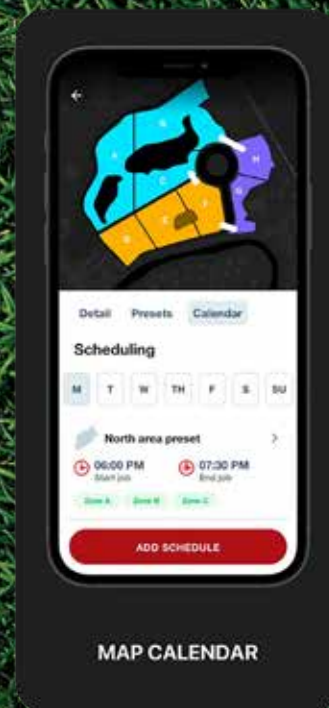 A
C
H
F
Detail Presets Calendar
Scheduling
M T W TH F S SU
North area preset
06:00 PM 07:30 PM
Start job End job
Zone A Zone B Zone C
ADD SCHEDULE
MAP CALENDAR